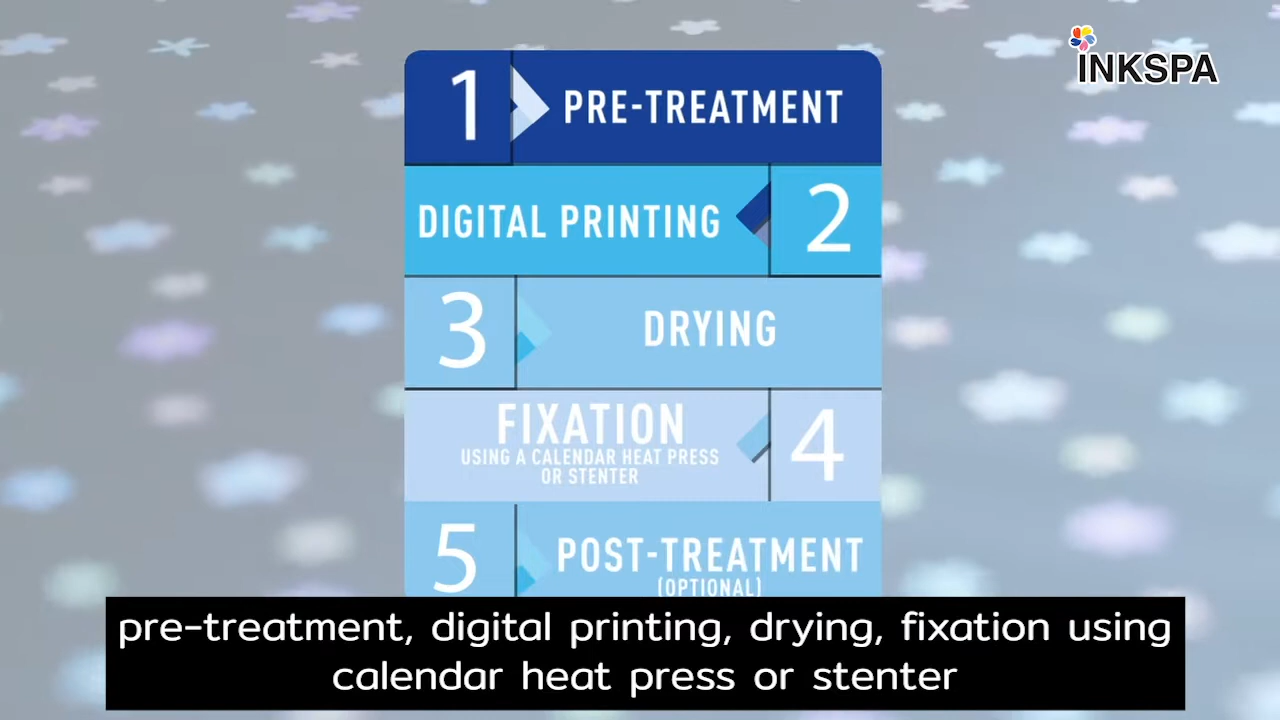 INKSPA
1 PRE-TREATMENT
DIGITAL PRINTING 2
3 DRYING
FIXATION 4
USING A CALENDAR HEAT PRESS
OR STENTER
5 POST-TREATMENT
(OPTIONAL)
pre-treatment, digital printing, drying, fixation using
calendar heat press or stenter